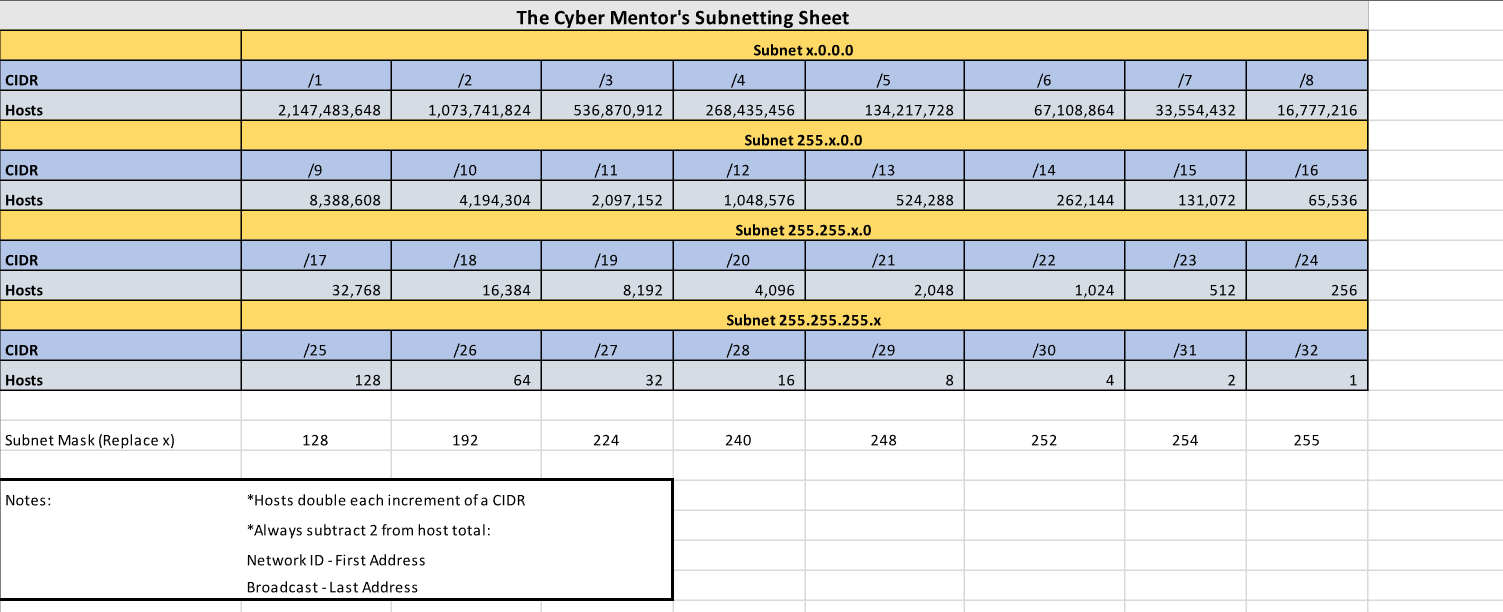 The Cyber Mentor's Subnetting Sheet
Subnet x.0.0.0
CIDR /1 /2 /3 /4 /5 /6 /7 /8
Hosts 2,147,483,648 1,073,741,824 536,870,912 268,435,456 134,217,728 67,108,864 33,554,432 16,777,216
Subnet 255.x.0.0
CIDR /9 /10 /11 /12 /13 /14 /15 /16
Hosts 8,388,608 4,194,304 2,097,152 1,048,576 524,288 262,144 131,072 65,536
Subnet 255.255.x.0
CIDR /17 /18 /19 /20 /21 /22 /23 /24
Hosts 32,768 16,384 8,192 4,096 2,048 1,024 512 256
Subnet 255.255.255.x
CIDR /25 /26 /27 /28 /29 /30 /31 /32
Hosts 128 64 32 16 8 4 2 1
Subnet Mask (Replace x) 128 192 224 240 248 252 254 255
Notes: *Hosts double each increment of a CIDR
*Always subtract 2 from host total:
Network ID - First Address
Broadcast - Last Address